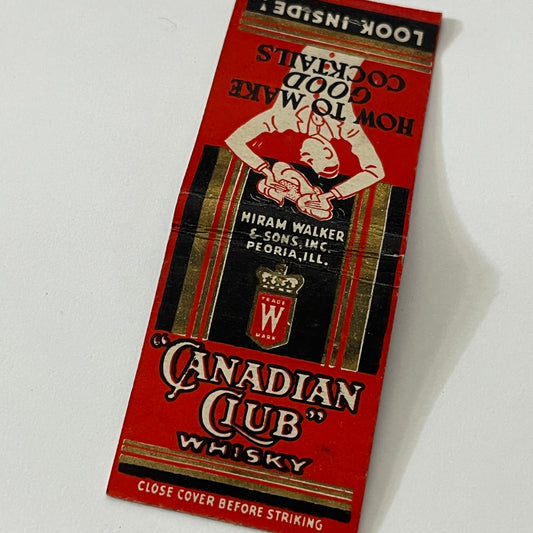 LOOK INSIDE!
HOW TO MAKE
GOOD
COCKTAILS
HIRAM WALKER
& SONS, INC.
PEORIA, ILL.
TRADE
W
MARK
"CANADIAN
CLUB"
WHISKY
CLOSE COVER BEFORE STRIKING